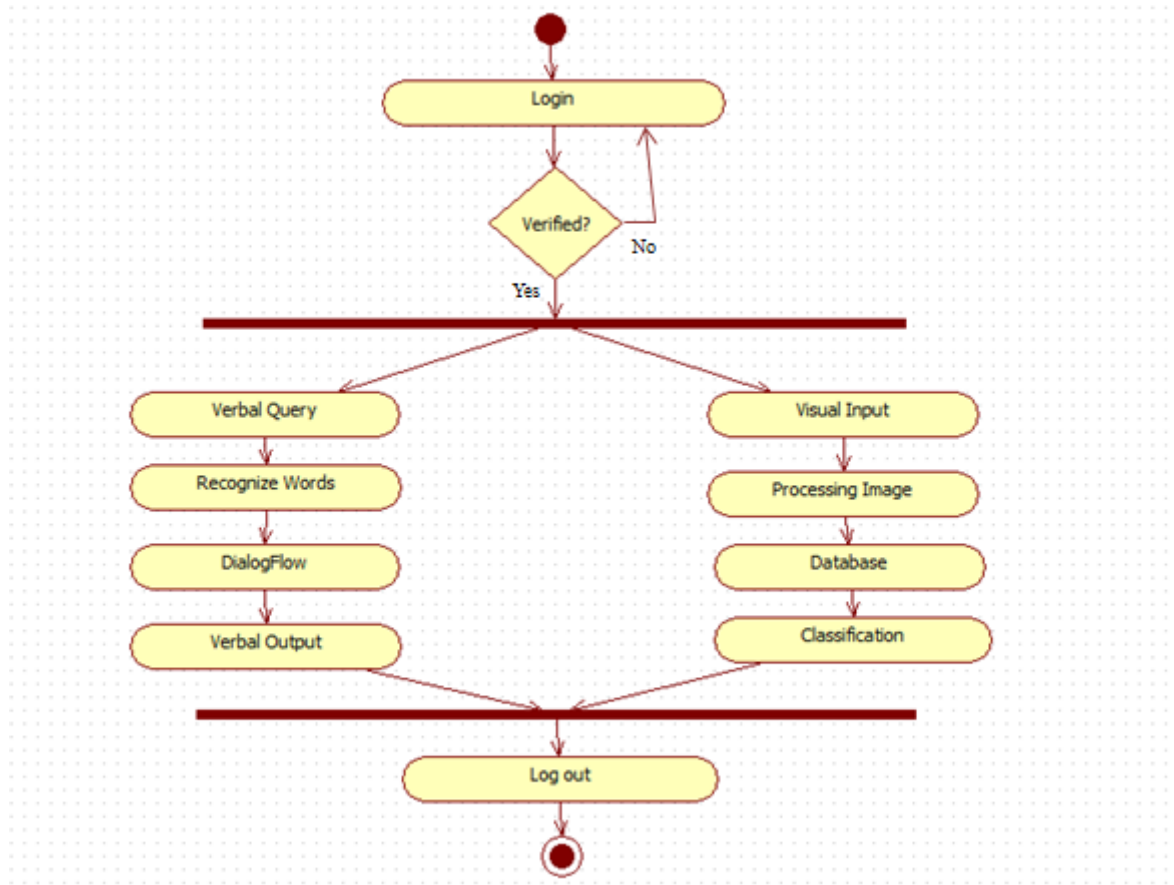 Login
Verified?
No
Yes
Verbal Query
Visual Input
Recognize Words
Processing Image
DialogFlow
Database
Verbal Output
Classification
Log out